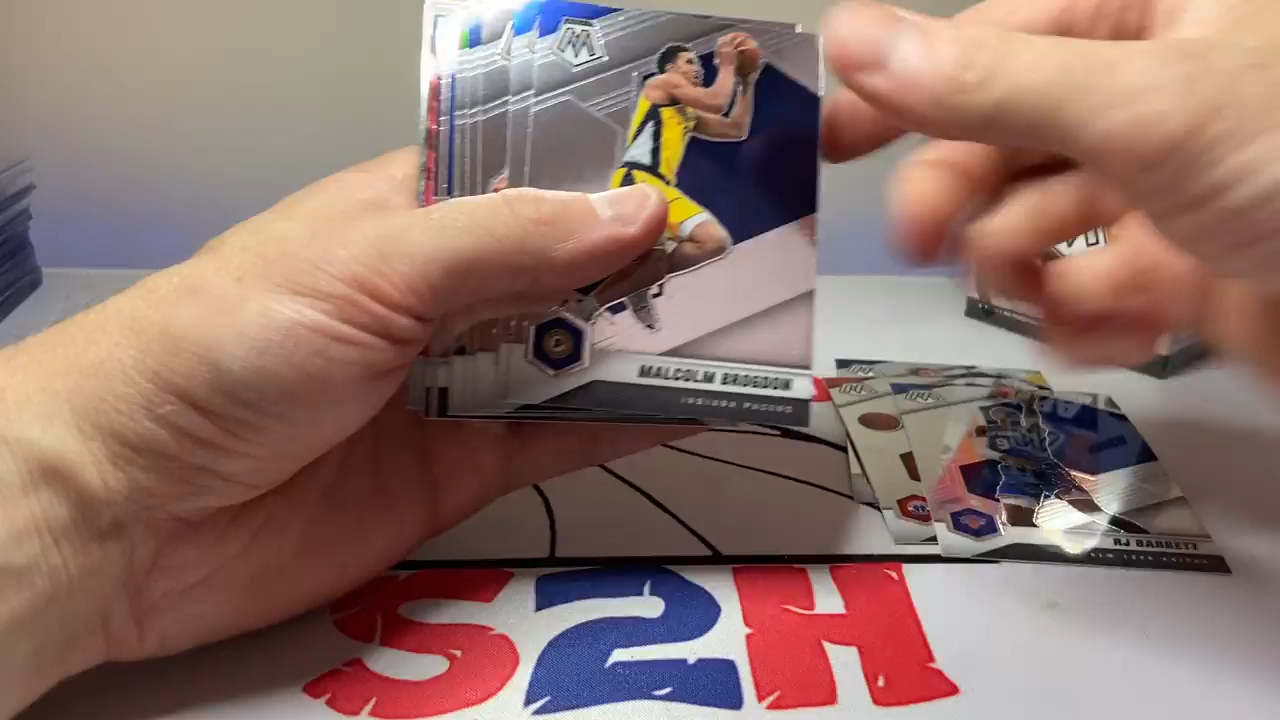 MALCOLM BROGDON
INDIANA PACERS
RJ BARRETT
NEW YORK KNICKS
S2H